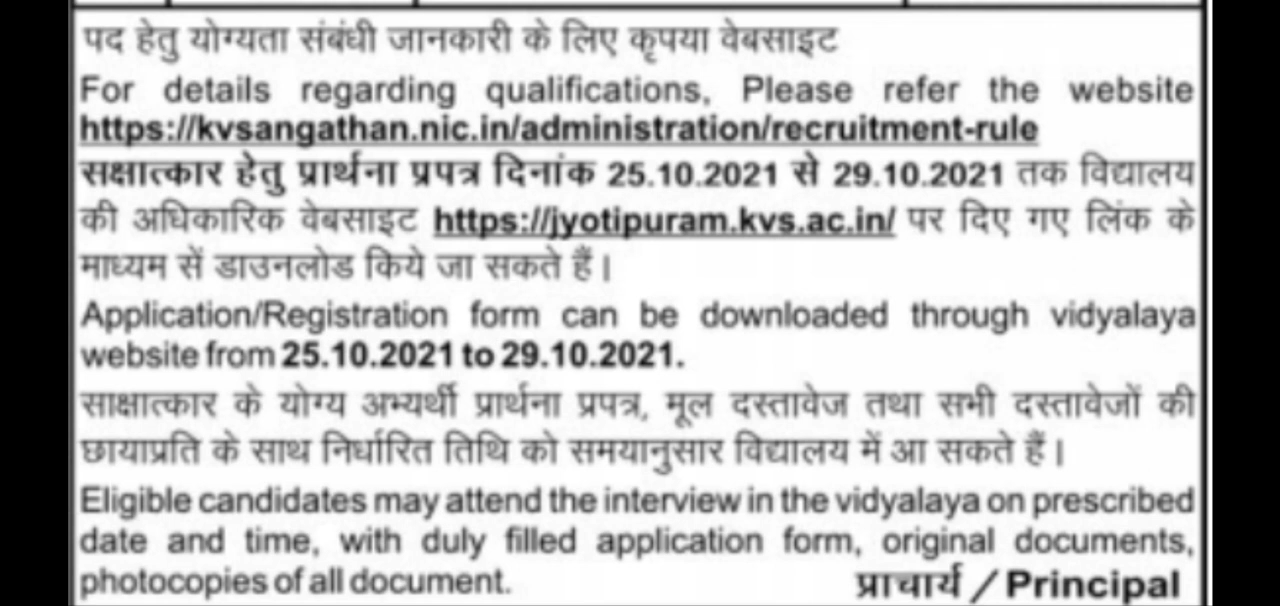 पद हेतु योग्यता संबंधी जानकारी के लिए कृपया वेबसाइट
For details regarding qualifications, Please refer the website
https://kvsangathan.nic.in/administration/recruitment-rule
सक्षात्कार हेतु प्रार्थना प्रपत्र दिनांक 25.10.2021 से 29.10.2021 तक विद्यालय
की अधिकारिक वेबसाइट https://jyotipuram.kvs.ac.in/ पर दिए गए लिंक के
माध्यम सें डाउनलोड किये जा सकते हैं।
Application/Registration form can be downloaded through vidyalaya
website from 25.10.2021 to 29.10.2021.
साक्षात्कार के योग्य अभ्यर्थी प्रार्थना प्रपत्र, मूल दस्तावेज तथा सभी दस्तावेजों की
छायाप्रति के साथ निर्धारित तिथि को समयानुसार विद्यालय में आ सकते हैं।
Eligible candidates may attend the interview in the vidyalaya on prescribed
date and time, with duly filled application form, original documents,
photocopies of all document.
प्राचार्य / Principal